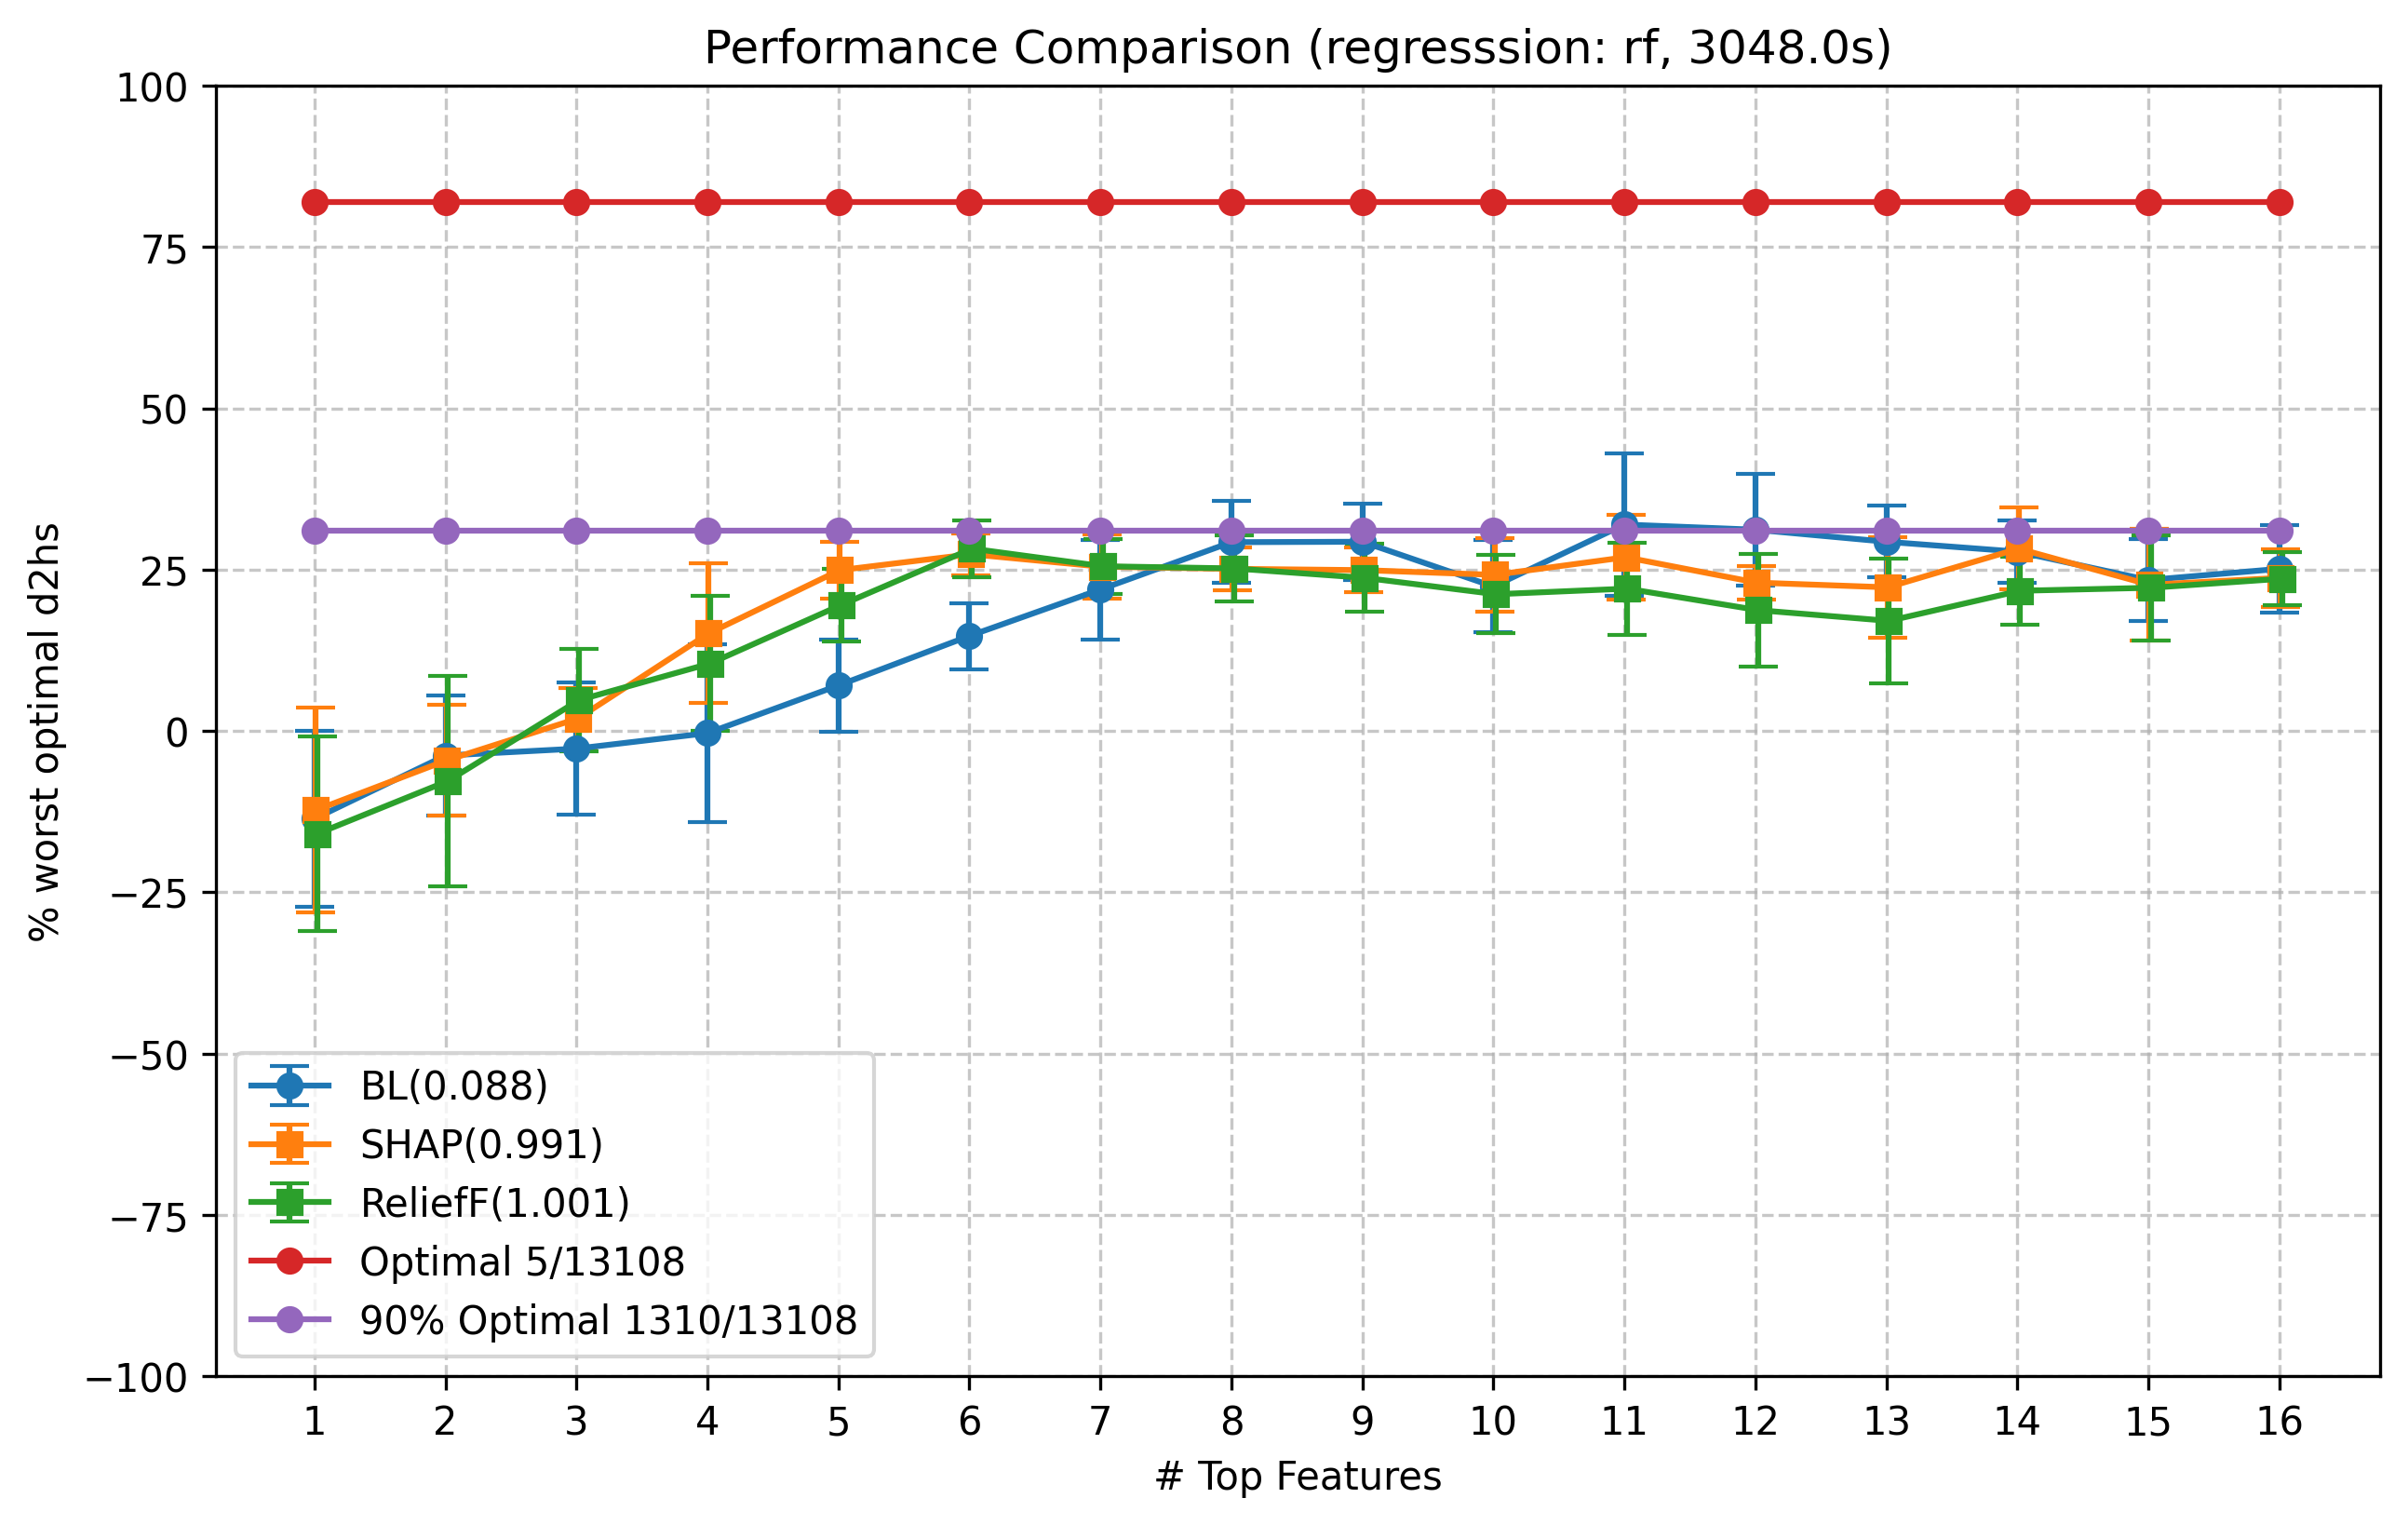 Performance Comparison (regresssion: rf, 3048.0s)
% worst optimal d2hs
100
75
50
25
0
−25
−50
−75
−100
BL(0.088)
SHAP(0.991)
ReliefF(1.001)
Optimal 5/13108
90% Optimal 1310/13108
1 2 3 4 5 6 7 8 9 10 11 12 13 14 15 16
# Top Features